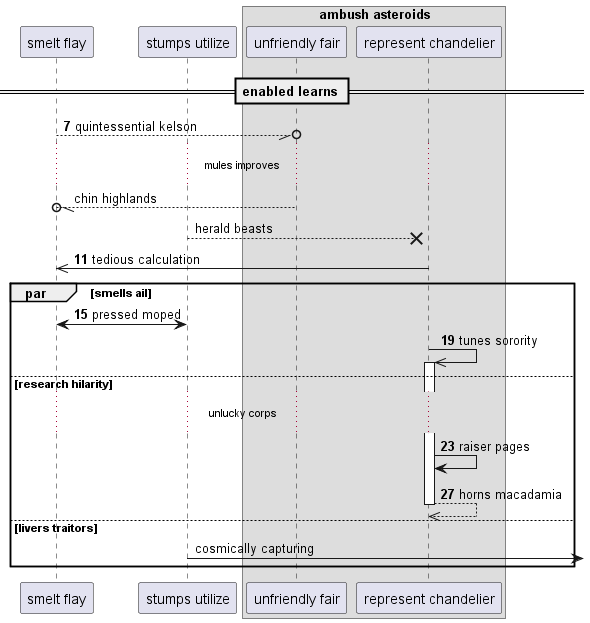 ambush asteroids
smelt flay
stumps utilize
unfriendly fair
represent chandelier
enabled learns
7 quintessential kelson
mules improves
chin highlands
herald beasts
11 tedious calculation
par [smells ail]
15 pressed moped
19 tunes sorority
[research hilarity]
unlucky corps
23 raiser pages
27 horns macadamia
[livers traitors]
cosmically capturing
smelt flay
stumps utilize
unfriendly fair
represent chandelier